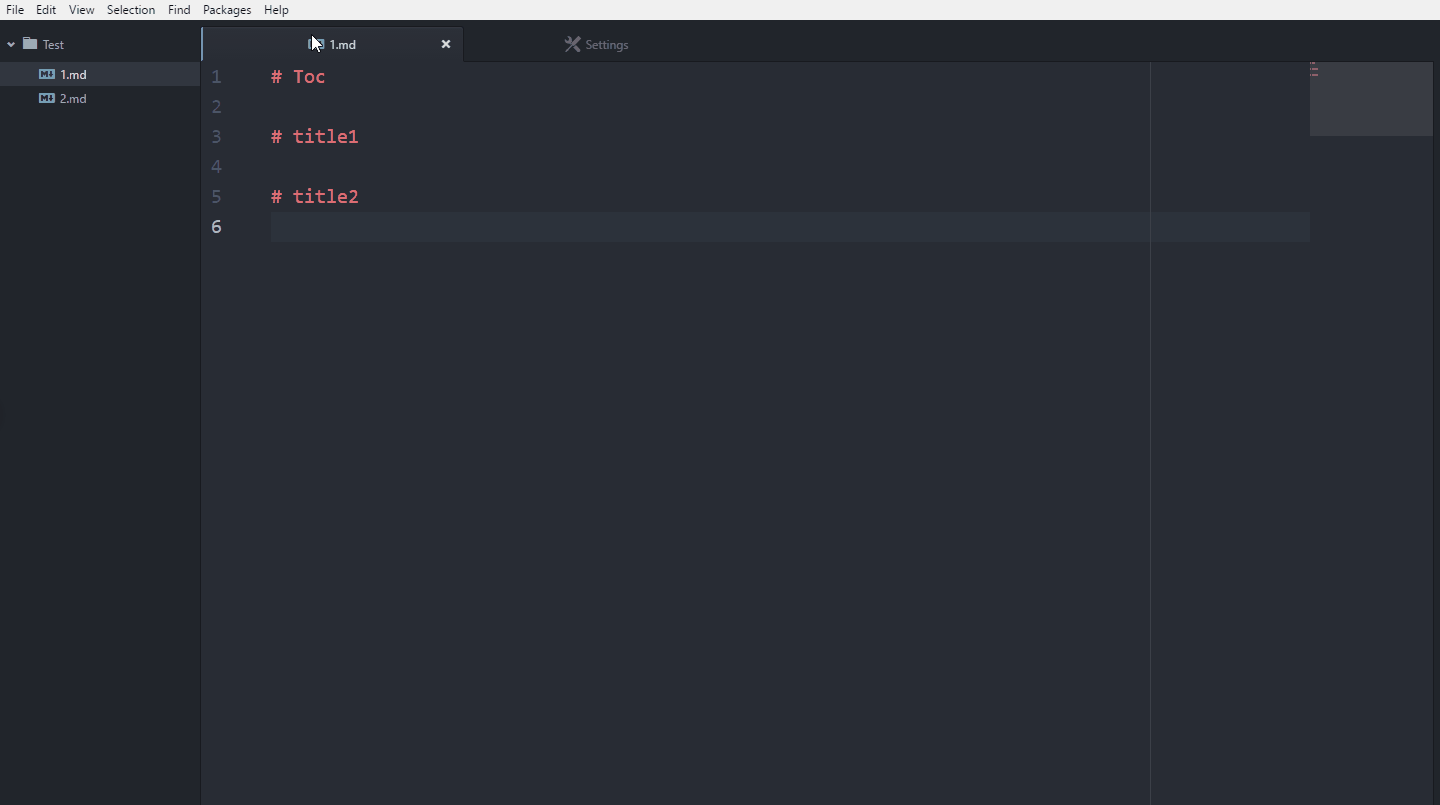 File Edit View Selection Find Packages Help
Test
1.md
2.md
1.md Settings
1 # Toc
2
3 # title1
4
5 # title2
6